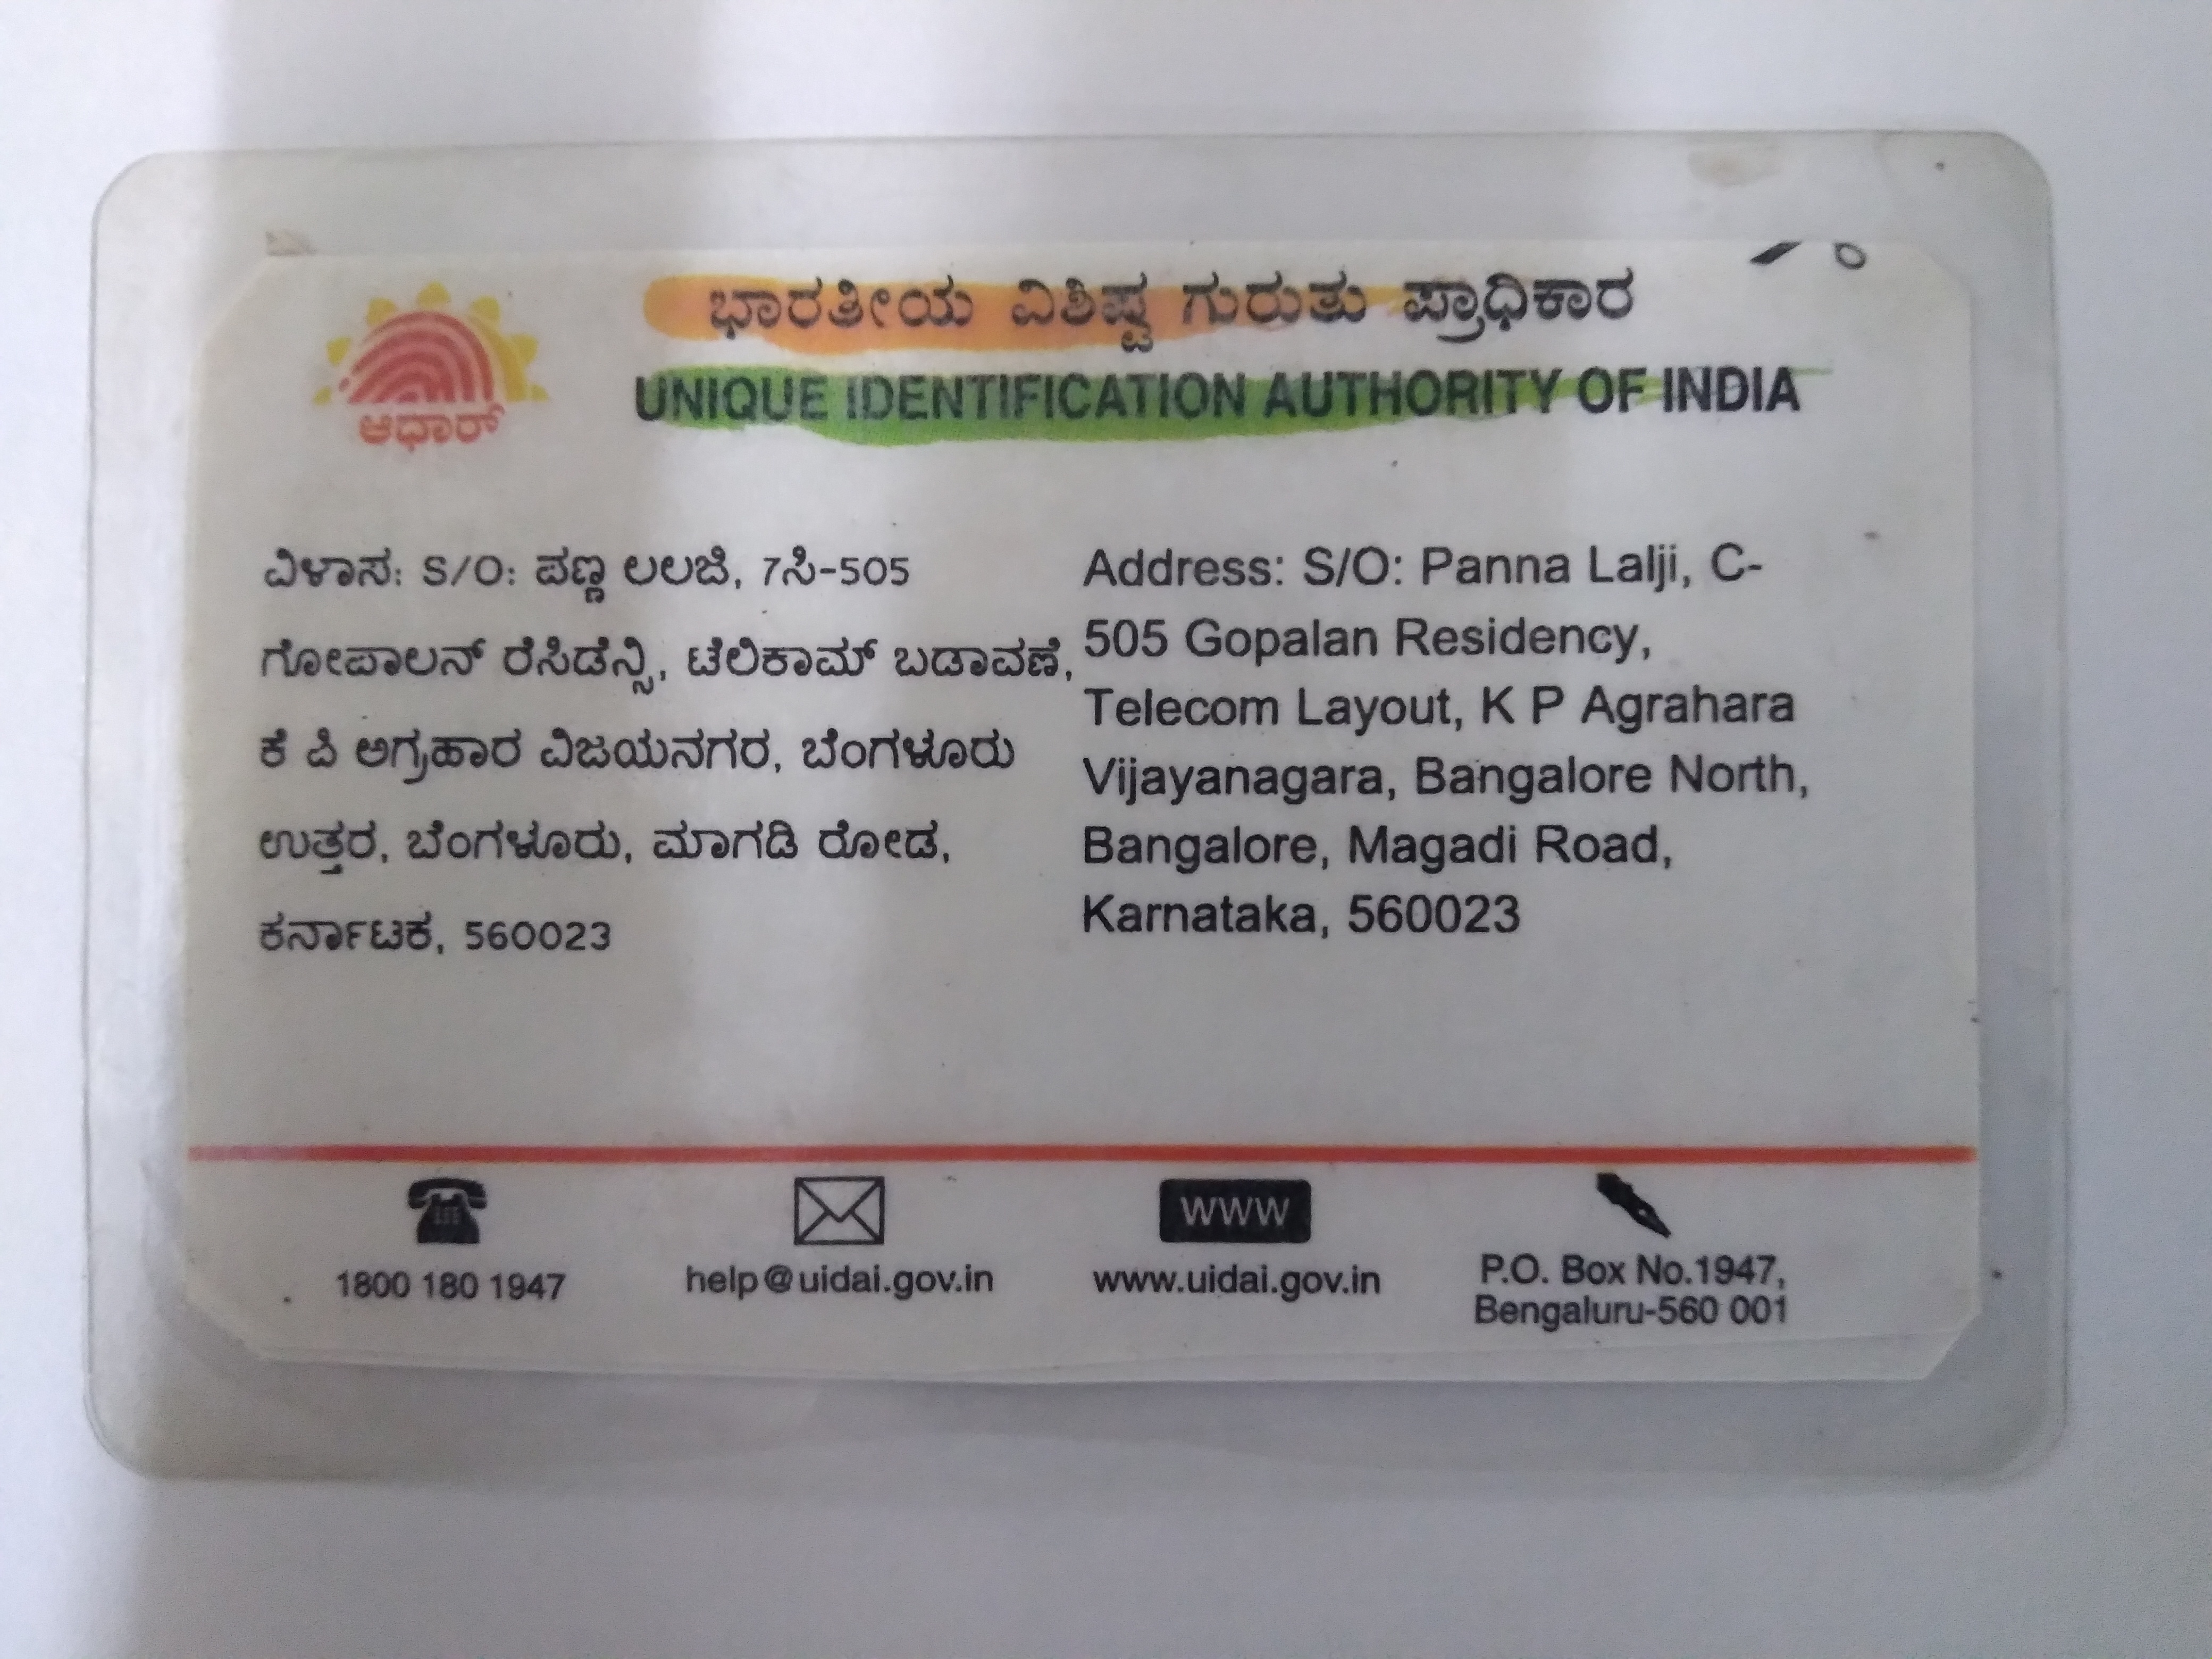 ಭಾರತೀಯ ವಿಶಿಷ್ಟ ಗುರುತು ಪ್ರಾಧಿಕಾರ
UNIQUE IDENTIFICATION AUTHORITY OF INDIA
ಆಧಾರ್
ವಿಳಾಸ: S/O: ಪಣ್ಣ ಲಲಜಿ, 7ಸಿ-505
ಗೋಪಾಲನ್ ರೆಸಿಡೆನ್ಸಿ, ಟೆಲಿಕಾಮ್ ಬಡಾವಣೆ,
ಕೆ ಪಿ ಅಗ್ರಹಾರ ವಿಜಯನಗರ, ಬೆಂಗಳೂರು
ಉತ್ತರ, ಬೆಂಗಳೂರು, ಮಾಗಡಿ ರೋಡ,
ಕರ್ನಾಟಕ, 560023
Address: S/O: Panna Lalji, C-
505 Gopalan Residency,
Telecom Layout, K P Agrahara
Vijayanagara, Bangalore North,
Bangalore, Magadi Road,
Karnataka, 560023
1800 180 1947
help@uidai.gov.in
WWW
www.uidai.gov.in
P.O. Box No.1947,
Bengaluru-560 001